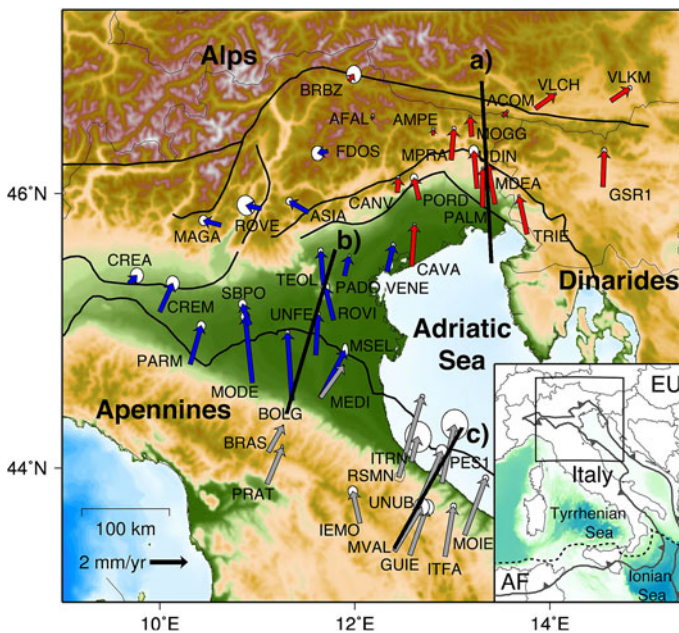 Alps
a)
BRBZ
VLCH
VLKM
ACOM
AFAL
AMPE
MOGG
FDOS
MPRA
UDIN
46°N
CANV
PORD
MDEA
GSR1
ROVE
ASIA
PALM
MAGA
TRIE
b)
CREA
TEOL
CAVA
Dinarides
SBPO
PADO
VENE
CREM
UNFE
ROVI
Adriatic
Sea
PARM
MSEL
MODE
MEDI
EU
Apennines
BOLG
c)
BRAS
ITRN
44°N
RSMN
PES1
Italy
PRAT
UNUB
Tyrrhenian
Sea
100 km
IEMO
MVAL
MOIE
2 mm/yr
GUIE
ITFA
AF
Ionian
Sea
10°E
12°E
14°E